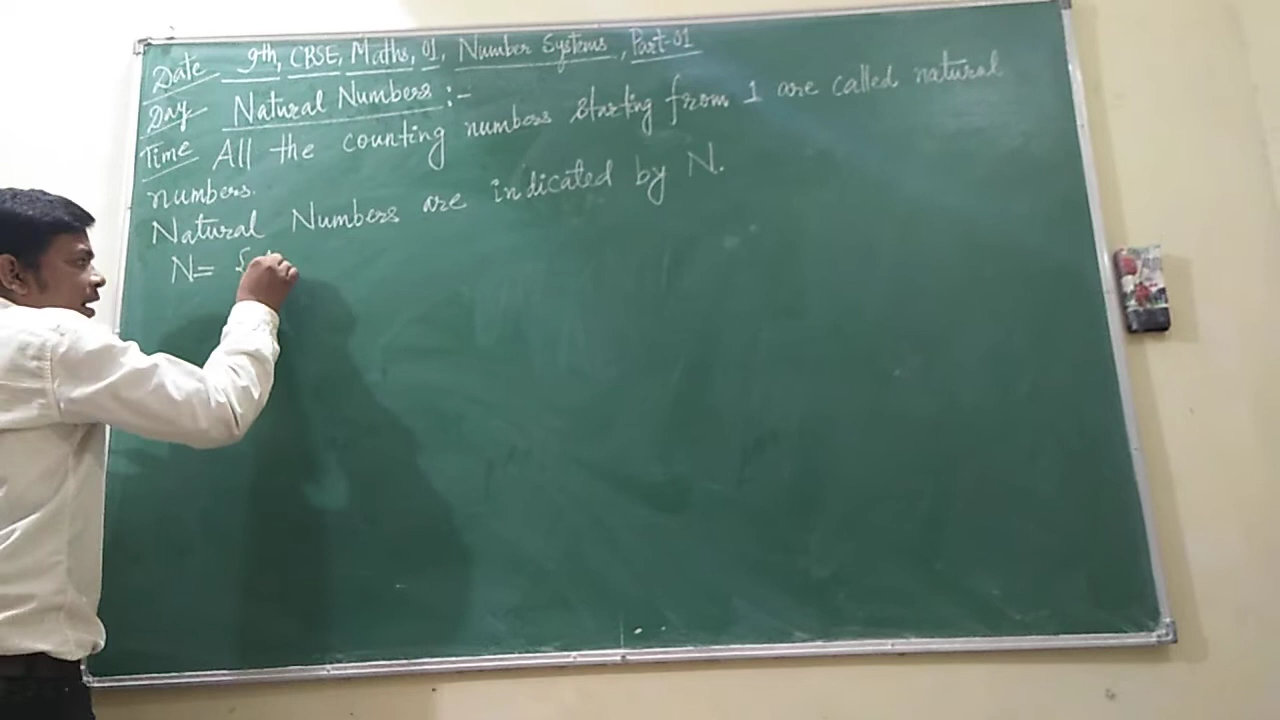 Date 9th, CBSE, Maths, 01, Number Systems, Part-01
Day Natural Numbers :-
Time All the counting numbers starting from 1 are called natural
numbers.
Natural Numbers are indicated by N.
N= {